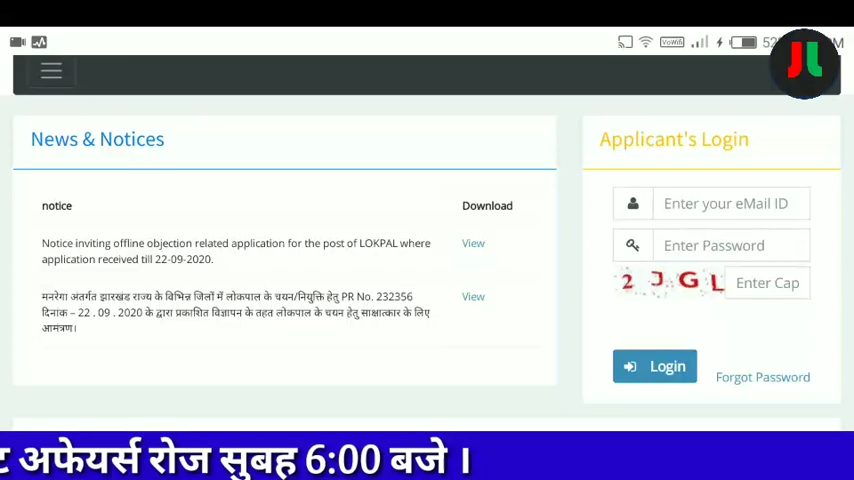 VoWifi
News & Notices
Applicant's Login
notice
Download
Enter your eMail ID
Notice inviting offline objection related application for the post of LOKPAL where
View
Enter Password
application received till 22-09-2020.
2 J G L
Enter Cap
मनरेगा अंतर्गत झारखंड राज्य के विभिन्न जिलों में लोकपाल के चयन/नियुक्ति हेतु PR No. 232356
View
दिनांक – 22 . 09 . 2020 के द्वारा प्रकाशित विज्ञापन के तहत लोकपाल के चयन हेतु साक्षात्कार के लिए
आमंत्रण।
Login
Forgot Password
अफेयर्स रोज सुबह 6:00 बजे ।